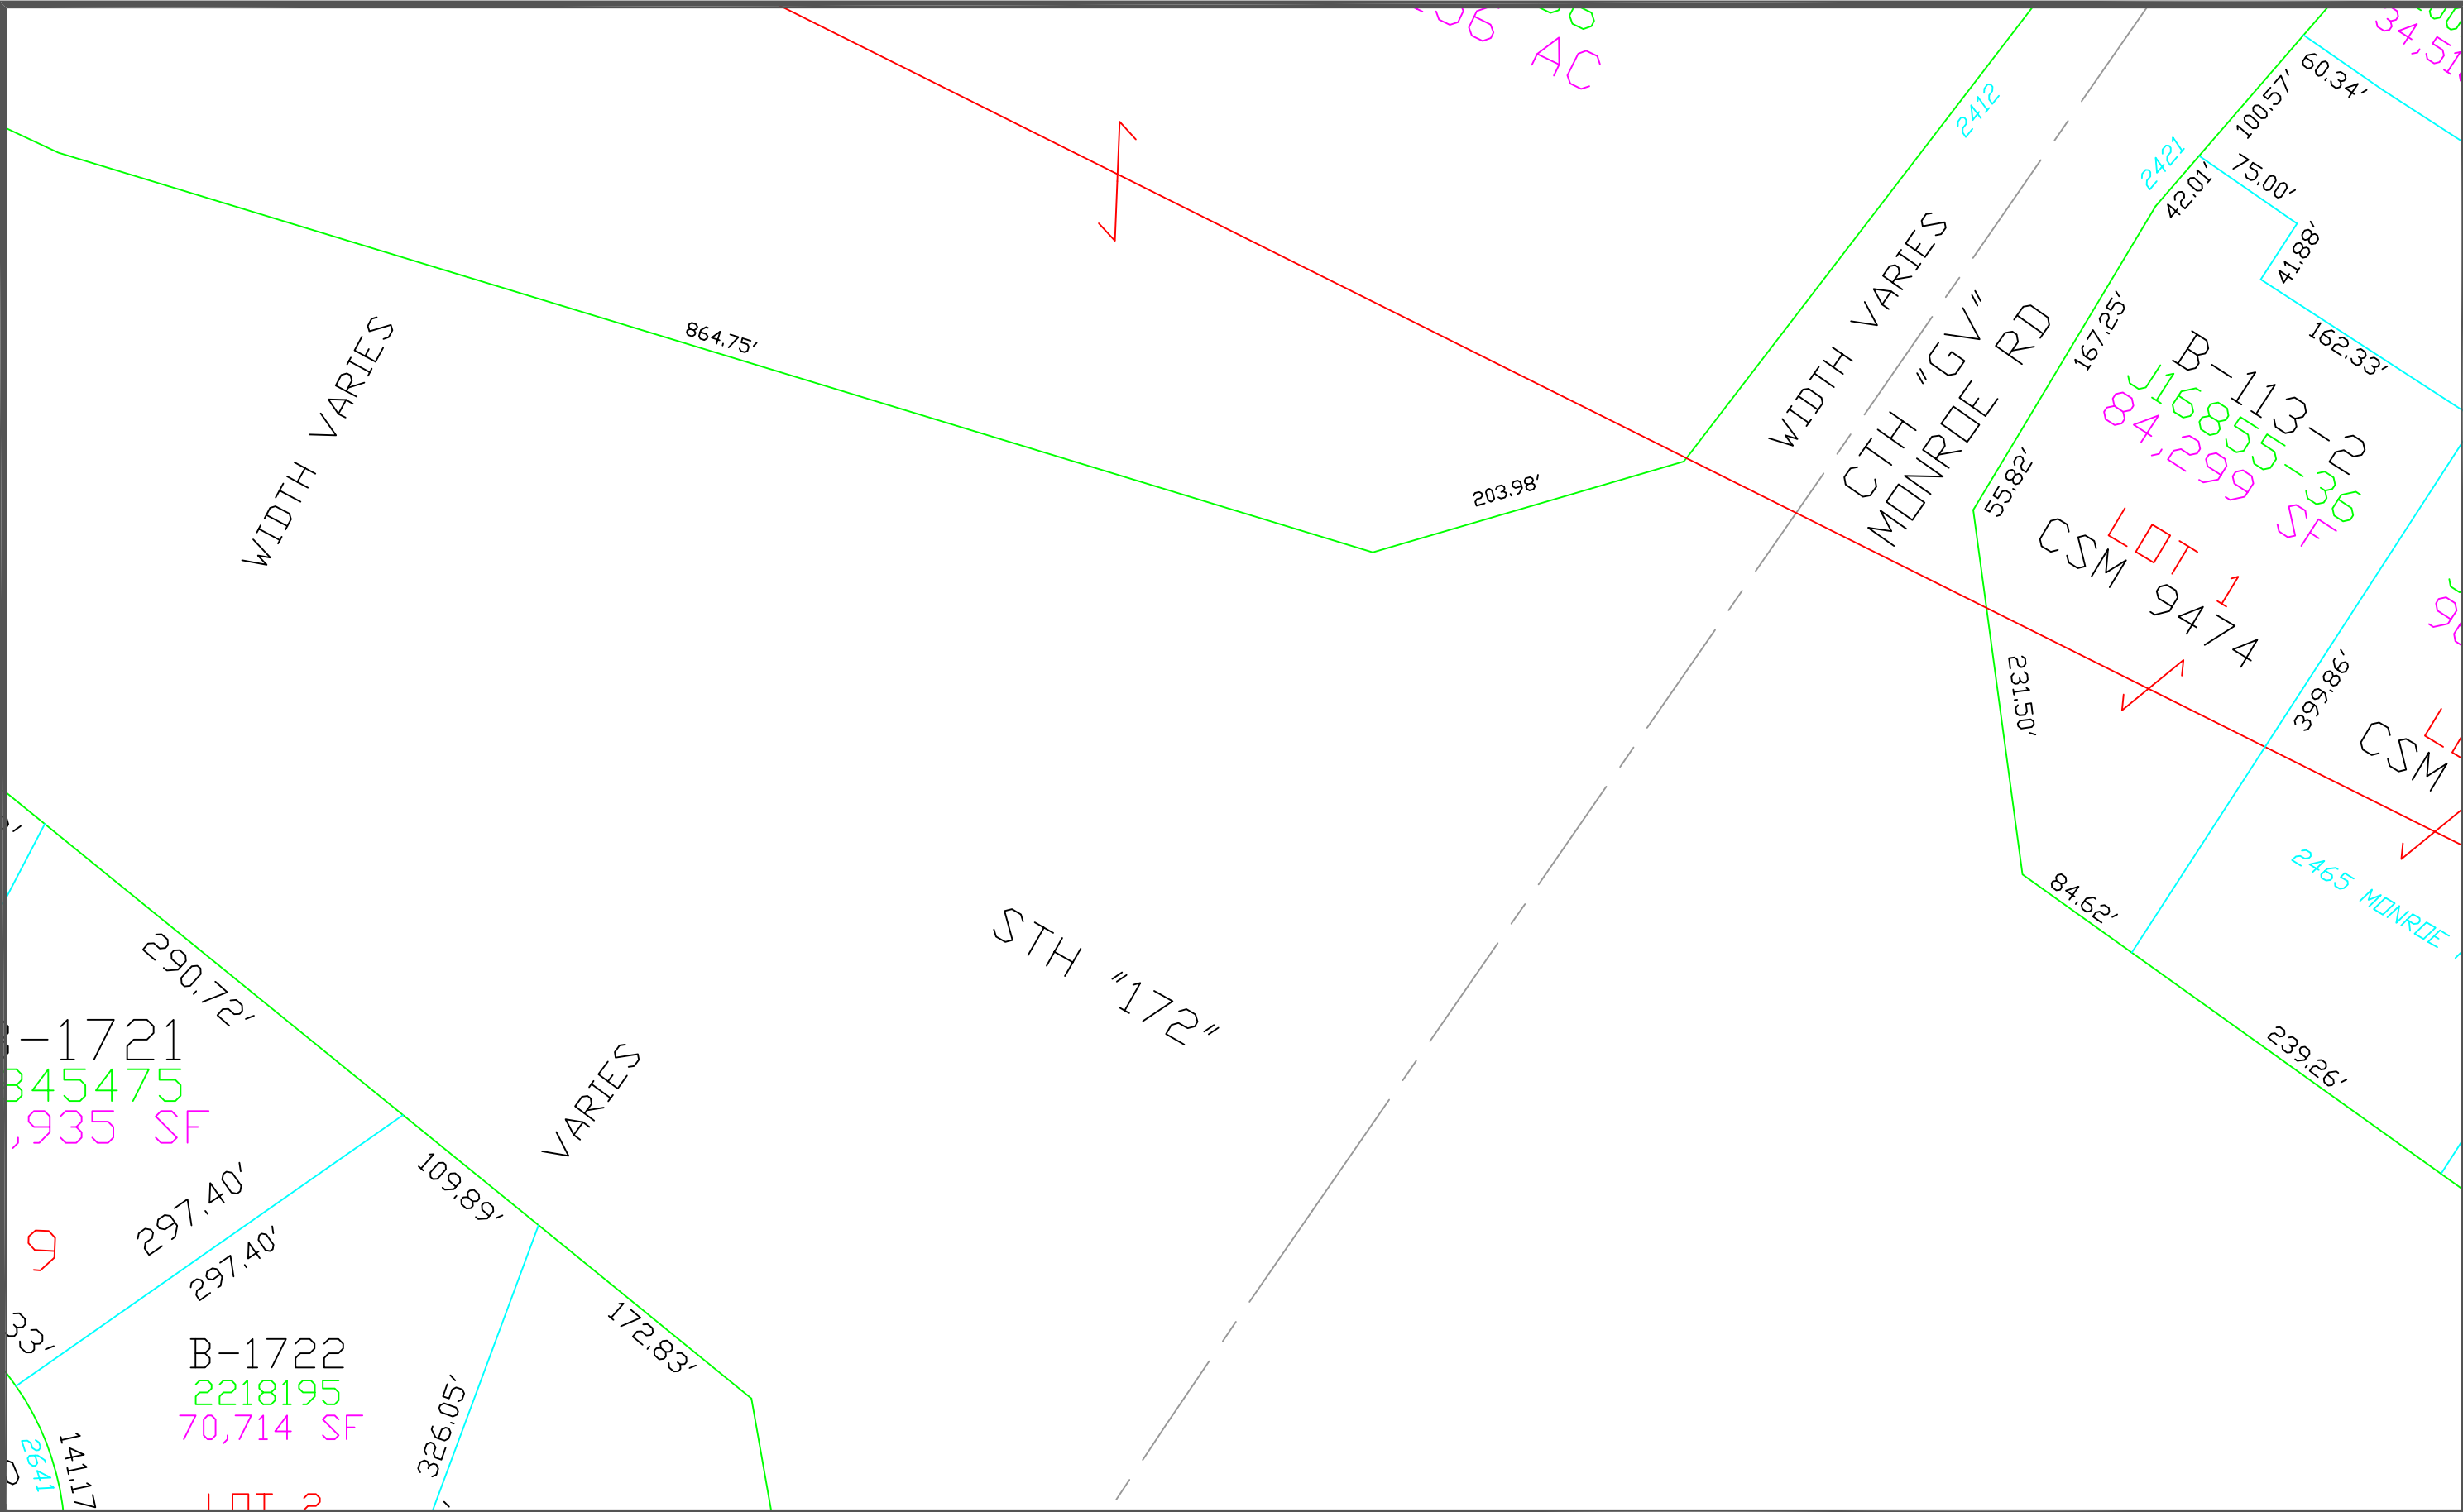 AC
2412
60.34'
100.57'
2421
75.00'
42.01'
41.88'
WIDTH VARIES
WIDTH VARIES
864.75'
203.98'
CTH "GV"
MONROE RD
167.25'
162.33'
B-113-2
J16855-36
84,299 SF
55.82'
LOT 1
CSM 9474
231.50'
399.86'
CSM
2465 MONROE
84.62'
239.26'
STH "172"
290.72'
-1721
345475
,935 SF
VARIES
109.89'
297.40'
297.40'
9
33'
172.83'
B-1722
2218195
70,714 SF
326.05'
2641
141.17
LOT 2